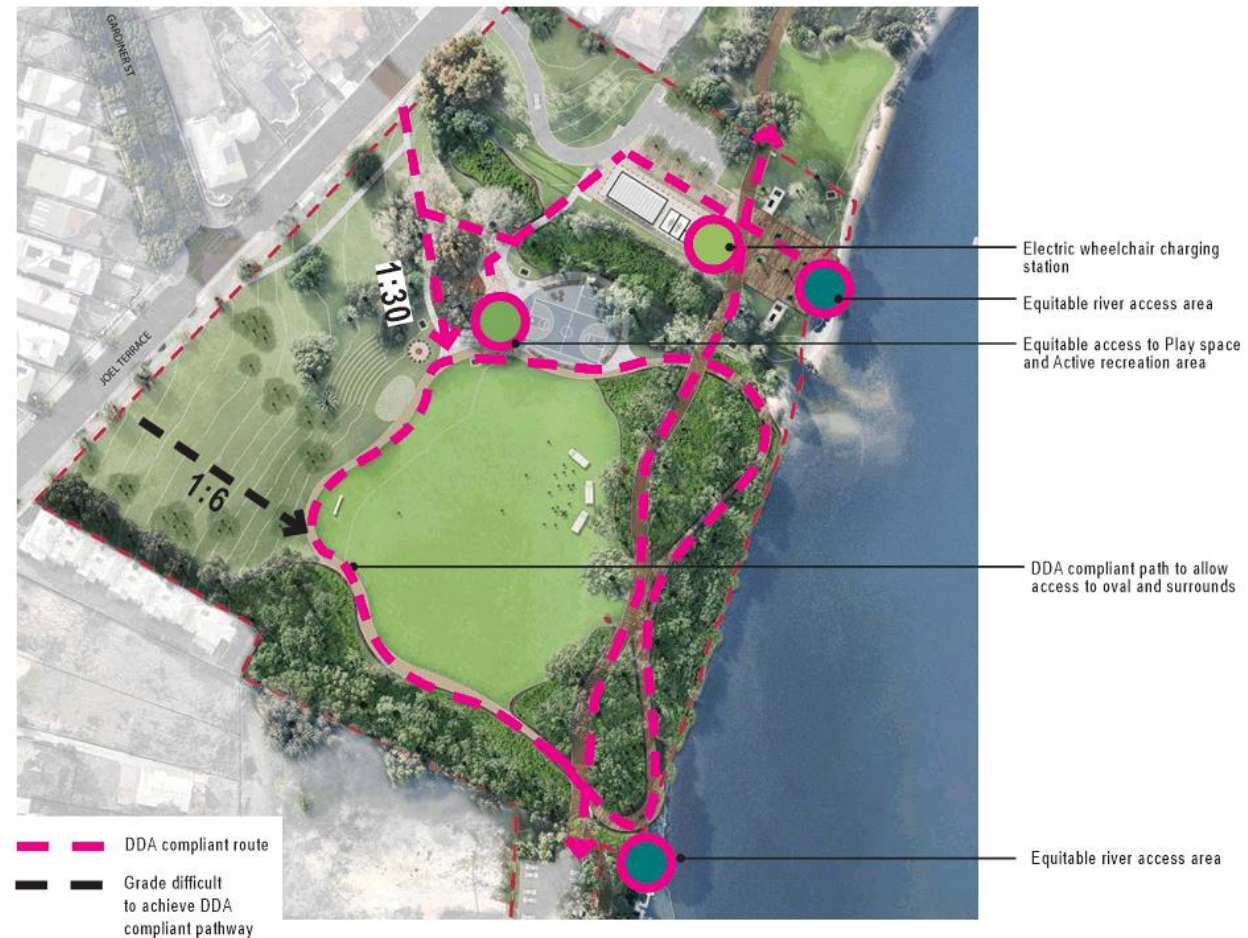 GARDINER ST
JOEL TERRACE
1:30
1:6
Electric wheelchair charging
station
Equitable river access area
Equitable access to Play space
and Active recreation area
DDA compliant path to allow
access to oval and surrounds
Equitable river access area
DDA compliant route
Grade difficult
to achieve DDA
compliant pathway